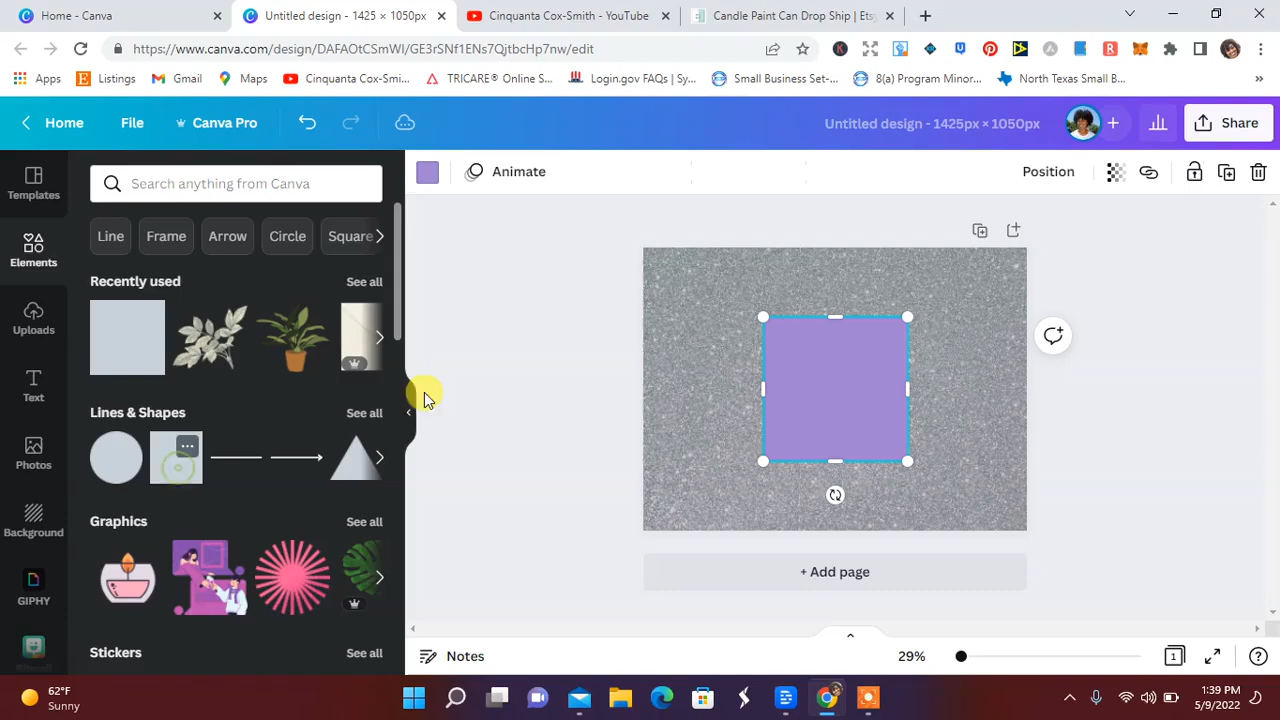 Home - Canva
Untitled design - 1425 × 1050px
Cinquanta Cox-Smith - YouTube
Candle Paint Can Drop Ship | Ets
https://www.canva.com/design/DAFAOtCSmWI/GE3rSNf1ENs7QjtbcHp7nw/edit
Apps
Listings
Gmail
Maps
Cinquanta Cox-Smi...
TRICARE® Online S...
Login.gov FAQs | Sy...
Small Business Set-...
8(a) Program Minor...
North Texas Small B...
Home
File
Canva Pro
Untitled design - 1425px × 1050px
Share
Templates
Search anything from Canva
Animate
Position
Elements
Line
Frame
Arrow
Circle
Square
Recently used
See all
Uploads
Text
Lines & Shapes
See all
Photos
Graphics
See all
Background
+ Add page
GIPHY
Stickers
See all
Notes
29%
1
62°F
Sunny
1:39 PM
5/9/2022